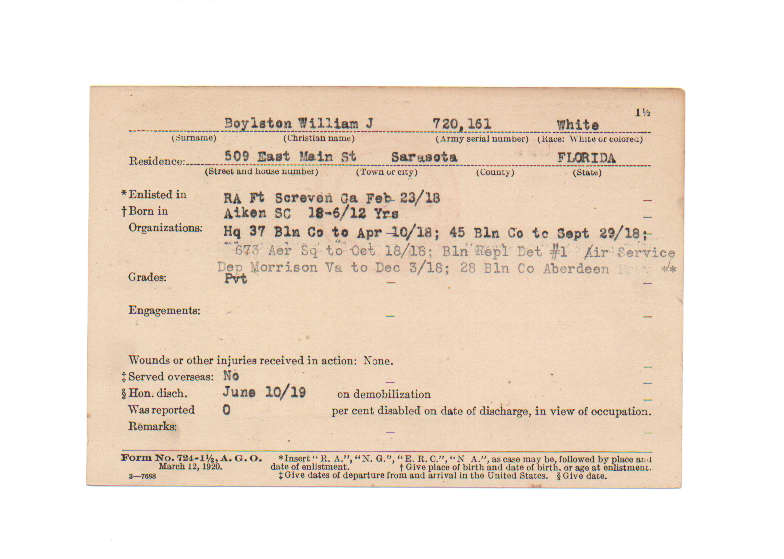 1½
Boylston William J 720,161 White
(Surname) (Christian name) (Army serial number) (Race: White or colored)
Residence: 509 East Main St Sarasota FLORIDA
(Street and house number) (Town or city) (County) (State)
*Enlisted in RA Ft Screven Ga Feb 23/18
†Born in Aiken SC 18-6/12 Yrs
Organizations: Hq 37 Bln Co to Apr 10/18; 45 Bln Co to Sept 29/18;
673 Aer Sq to Oct 18/18; Bln Repl Det #1 Air Service
Dep Morrison Va to Dec 3/18; 28 Bln Co Aberdeen
Grades: Pvt
Engagements:
Wounds or other injuries received in action: None.
‡Served overseas: No
§Hon. disch. June 10/19 on demobilization
Was reported 0 per cent disabled on date of discharge, in view of occupation.
Remarks:
Form No. 724-1½, A. G. O. *Insert "R. A.", "N. G.", "E. R. C.", "N. A.", as case may be, followed by place and
March 12, 1920. date of enlistment. †Give place of birth and date of birth, or age at enlistment.
3—7698 ‡Give dates of departure from and arrival in the United States. §Give date.